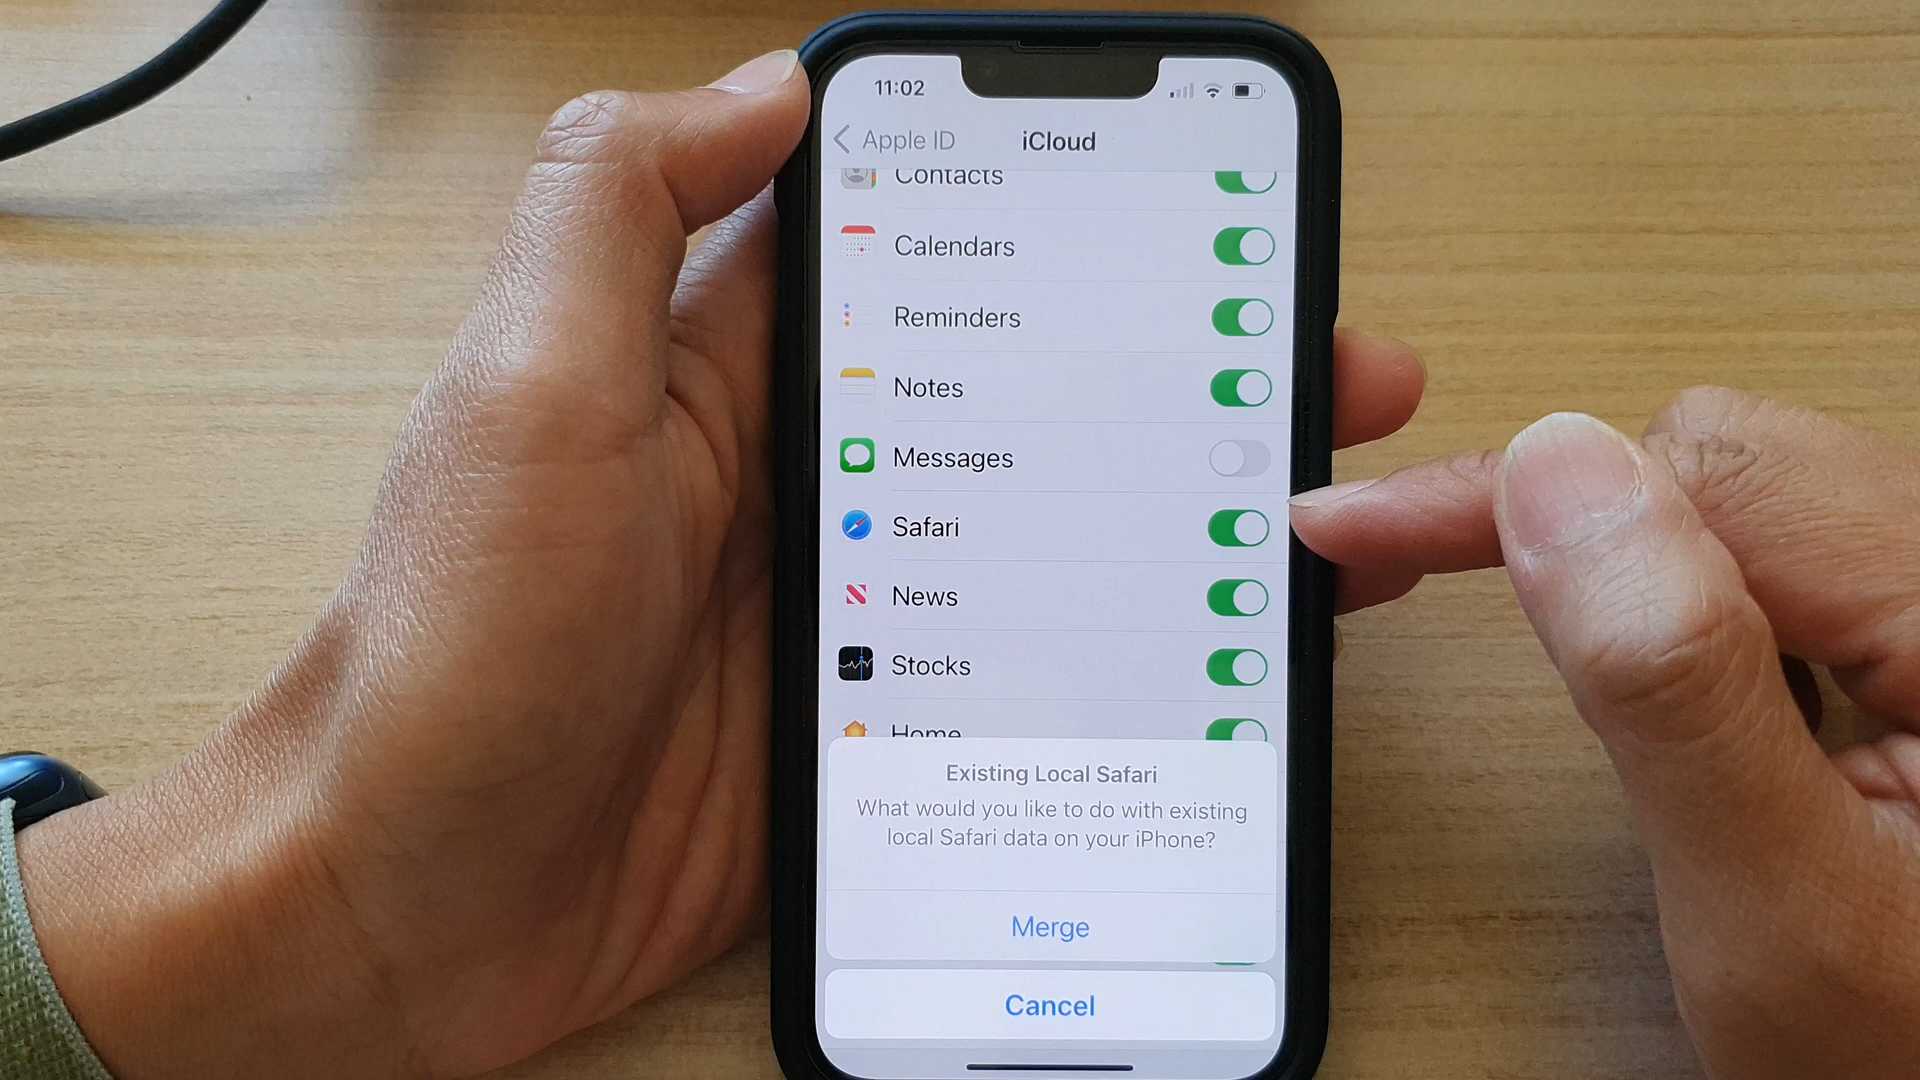 11:02
Apple ID
iCloud
Contacts
Calendars
Reminders
Notes
Messages
Safari
News
Stocks
Home
Existing Local Safari
What would you like to do with existing
local Safari data on your iPhone?
Merge
Cancel